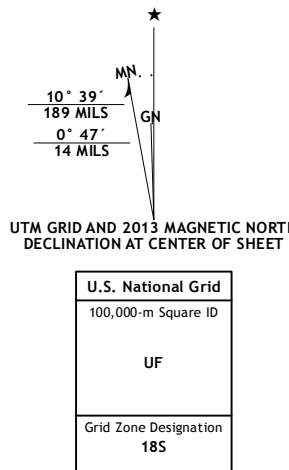 ★
MN
GN
10° 39´
189 MILS
0° 47´
14 MILS
UTM GRID AND 2013 MAGNETIC NORTH
DECLINATION AT CENTER OF SHEET
U.S. National Grid
100,000-m Square ID
UF
Grid Zone Designation
18S